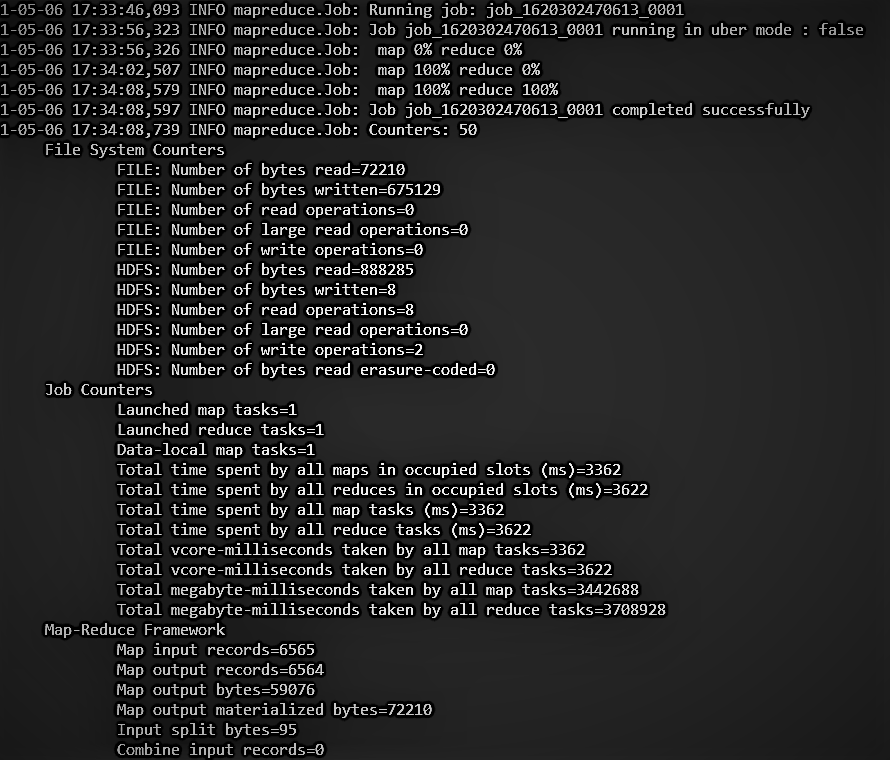 1-05-06 17:33:46,093 INFO mapreduce.Job: Running job: job_1620302470613_0001
1-05-06 17:33:56,323 INFO mapreduce.Job: Job job_1620302470613_0001 running in uber mode : false
1-05-06 17:33:56,326 INFO mapreduce.Job:  map 0% reduce 0%
1-05-06 17:34:02,507 INFO mapreduce.Job:  map 100% reduce 0%
1-05-06 17:34:08,579 INFO mapreduce.Job:  map 100% reduce 100%
1-05-06 17:34:08,597 INFO mapreduce.Job: Job job_1620302470613_0001 completed successfully
1-05-06 17:34:08,739 INFO mapreduce.Job: Counters: 50
File System Counters
FILE: Number of bytes read=72210
FILE: Number of bytes written=675129
FILE: Number of read operations=0
FILE: Number of large read operations=0
FILE: Number of write operations=0
HDFS: Number of bytes read=888285
HDFS: Number of bytes written=8
HDFS: Number of read operations=8
HDFS: Number of large read operations=0
HDFS: Number of write operations=2
HDFS: Number of bytes read erasure-coded=0
Job Counters
Launched map tasks=1
Launched reduce tasks=1
Data-local map tasks=1
Total time spent by all maps in occupied slots (ms)=3362
Total time spent by all reduces in occupied slots (ms)=3622
Total time spent by all map tasks (ms)=3362
Total time spent by all reduce tasks (ms)=3622
Total vcore-milliseconds taken by all map tasks=3362
Total vcore-milliseconds taken by all reduce tasks=3622
Total megabyte-milliseconds taken by all map tasks=3442688
Total megabyte-milliseconds taken by all reduce tasks=3708928
Map-Reduce Framework
Map input records=6565
Map output records=6564
Map output bytes=59076
Map output materialized bytes=72210
Input split bytes=95
Combine input records=0